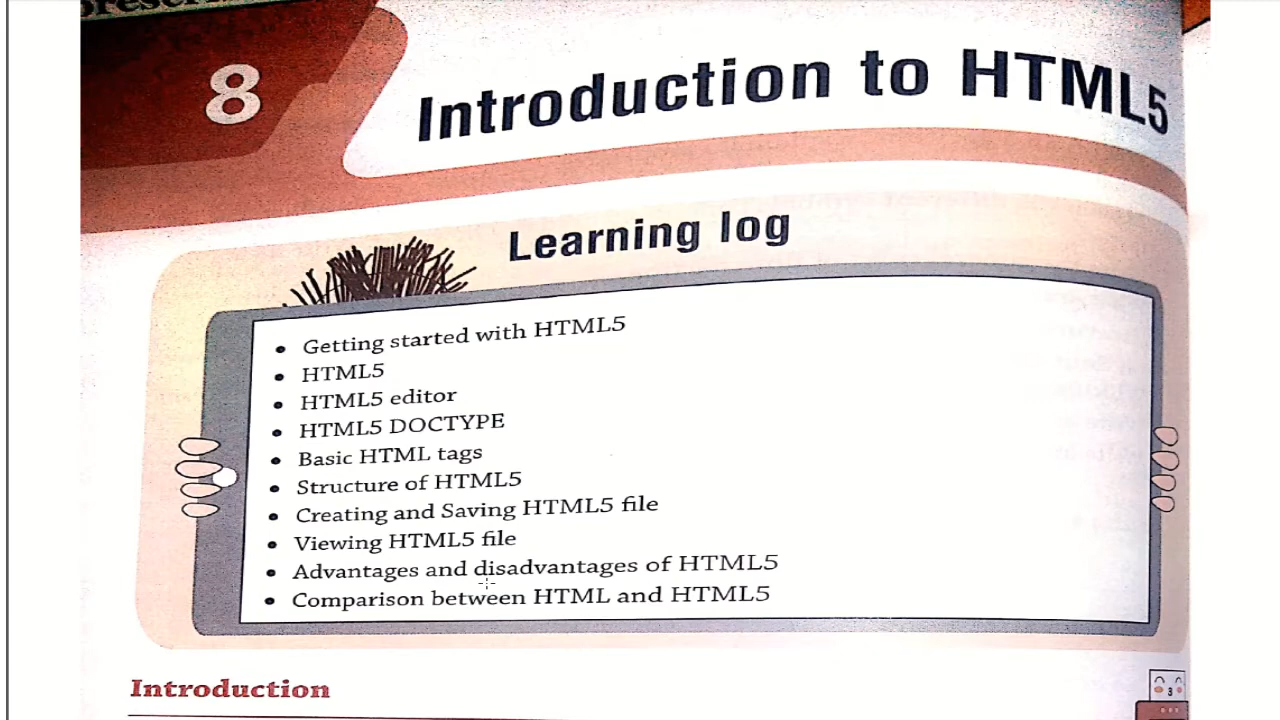 8
Introduction to HTML5
Learning log
• Getting started with HTML5
• HTML5
• HTML5 editor
• HTML5 DOCTYPE
• Basic HTML tags
• Structure of HTML5
• Creating and Saving HTML5 file
• Viewing HTML5 file
• Advantages and disadvantages of HTML5
• Comparison between HTML and HTML5
Introduction